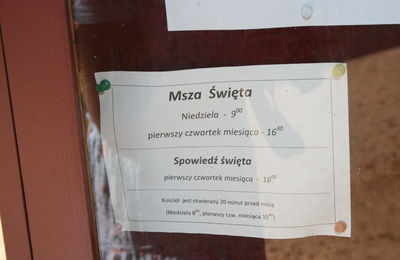 Msza Święta
Niedziela - 9⁰⁰
pierwszy czwartek miesiąca - 16³⁰
Spowiedź święta
pierwszy czwartek miesiąca - 16⁰⁰
Kościół jest otwierany 20 minut przed mszą
(Niedziela 8⁴⁰, pierwszy czw. miesiąca 15⁴⁰)